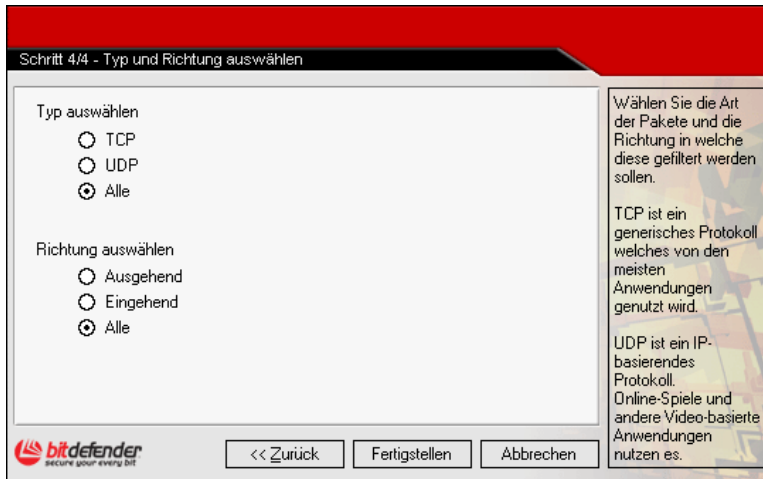 Schritt 4/4 - Typ und Richtung auswählen
Typ auswählen
TCP
UDP
Alle
Richtung auswählen
Ausgehend
Eingehend
Alle
Wählen Sie die Art
der Pakete und die
Richtung in welche
diese gefiltert werden
sollen.
TCP ist ein
generisches Protokoll
welches von den
meisten
Anwendungen
genutzt wird.
UDP ist ein IP-
basierendes
Protokoll.
Online-Spiele und
andere Video-basierte
Anwendungen
nutzen es.
bitdefender
secure your every bit
<< Zurück
Fertigstellen
Abbrechen